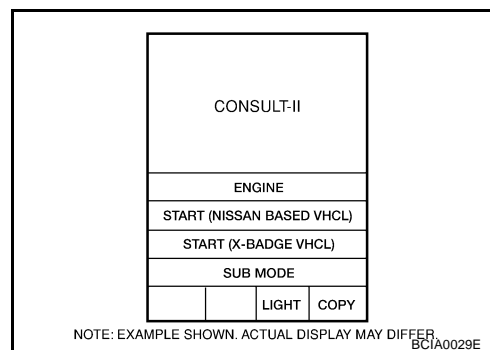 CONSULT-II
ENGINE
START (NISSAN BASED VHCL)
START (X-BADGE VHCL)
SUB MODE
LIGHT COPY
NOTE: EXAMPLE SHOWN. ACTUAL DISPLAY MAY DIFFER.
BCIA0029E